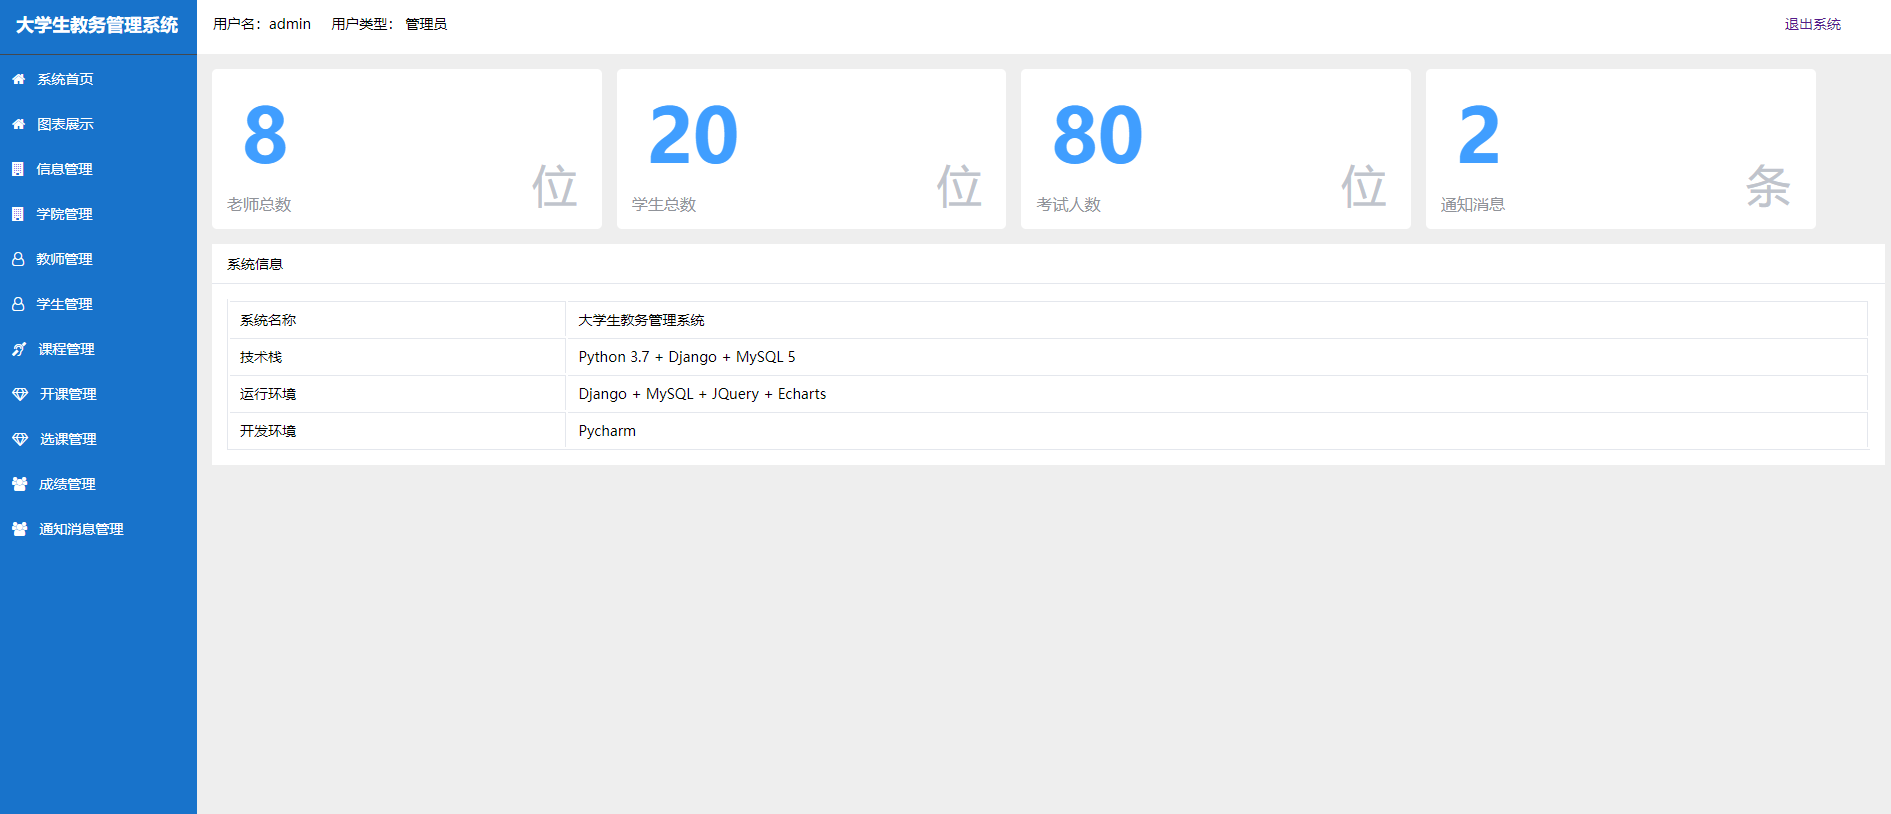 大学生教务管理系统
用户名：admin 用户类型： 管理员
退出系统
系统首页
图表展示
信息管理
学院管理
教师管理
学生管理
课程管理
开课管理
选课管理
成绩管理
通知消息管理
8
位
老师总数
20
位
学生总数
80
位
考试人数
2
条
通知消息
系统信息
系统名称 大学生教务管理系统
技术栈 Python 3.7 + Django + MySQL 5
运行环境 Django + MySQL + JQuery + Echarts
开发环境 Pycharm